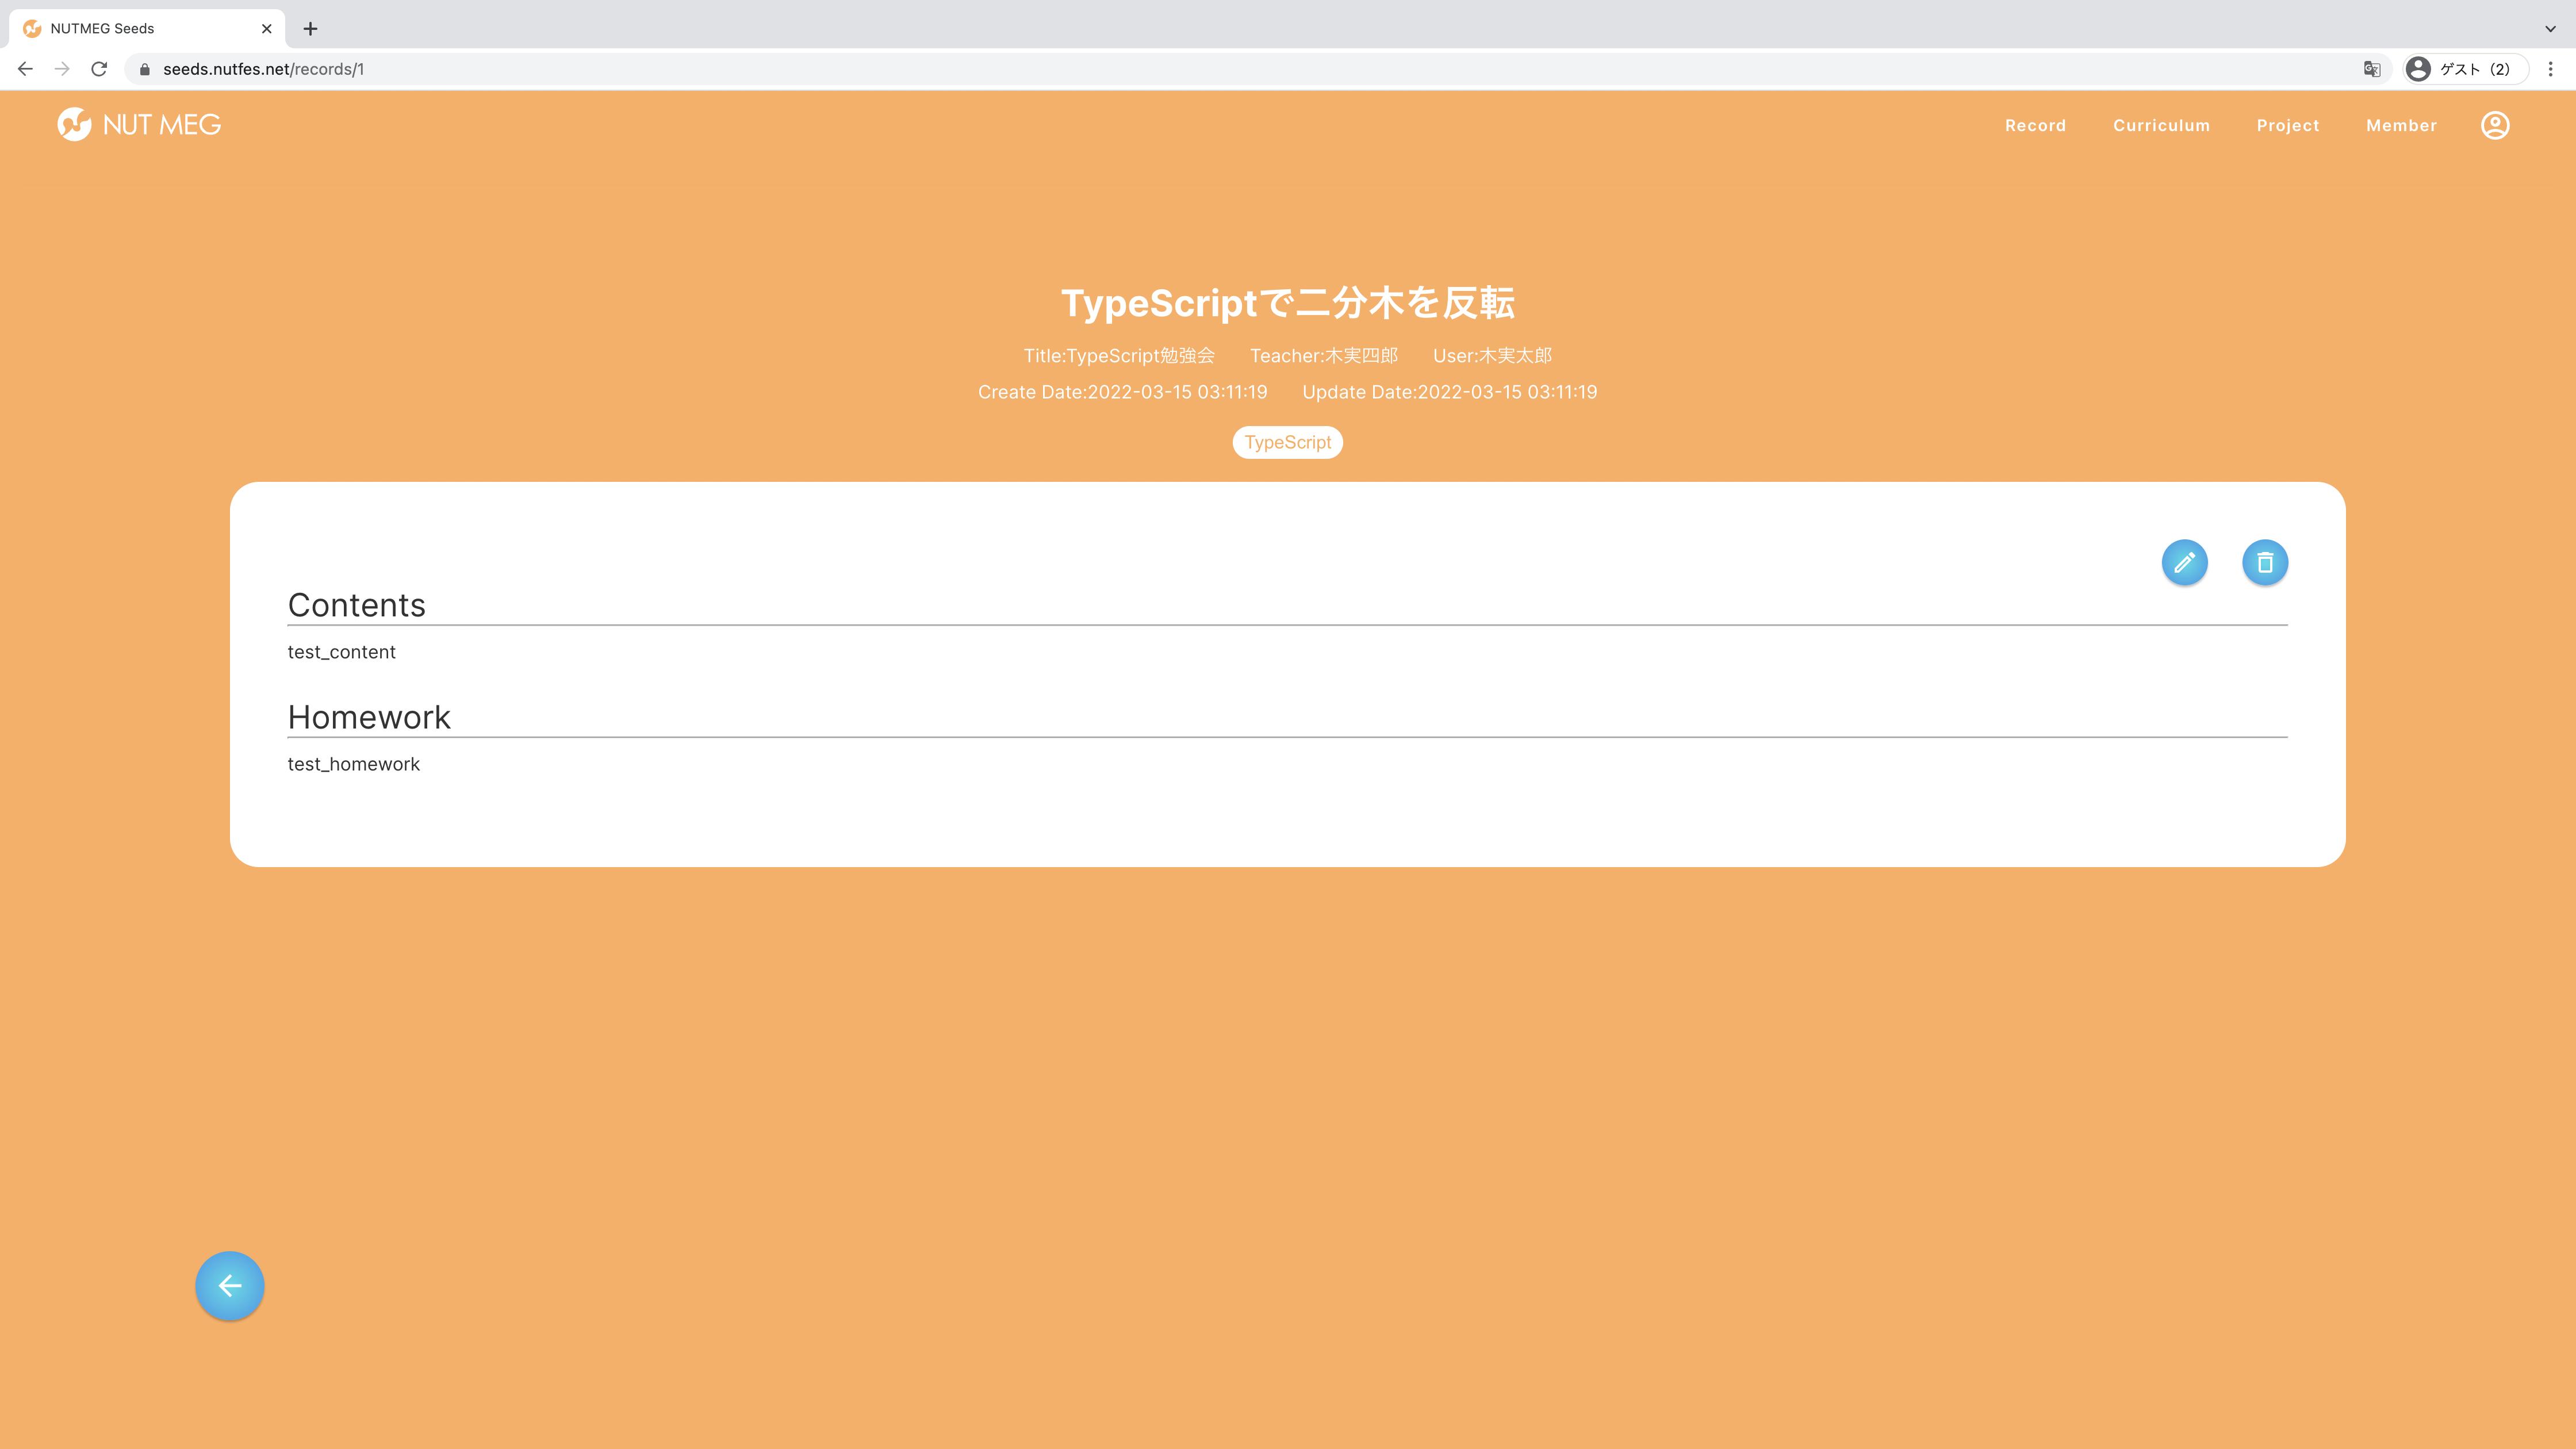 NUTMEG Seeds
seeds.nutfes.net/records/1
ゲスト（2）
NUT MEG
Record Curriculum Project Member
TypeScriptで二分木を反転
Title:TypeScript勉強会 Teacher:木実四郎 User:木実太郎
Create Date:2022-03-15 03:11:19 Update Date:2022-03-15 03:11:19
TypeScript
Contents
test_content
Homework
test_homework